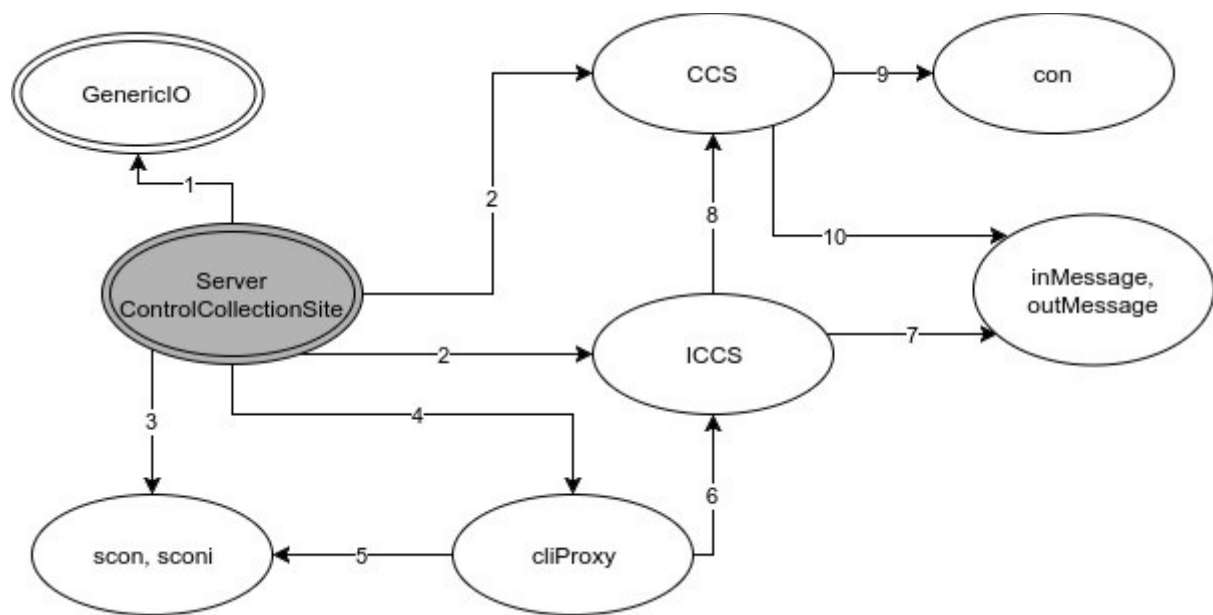 CCS
9
con
GenericIO
1
2
8
10
Server
ControlCollectionSite
inMessage,
outMessage
2
ICCS
7
3
4
6
scon, sconi
5
cliProxy